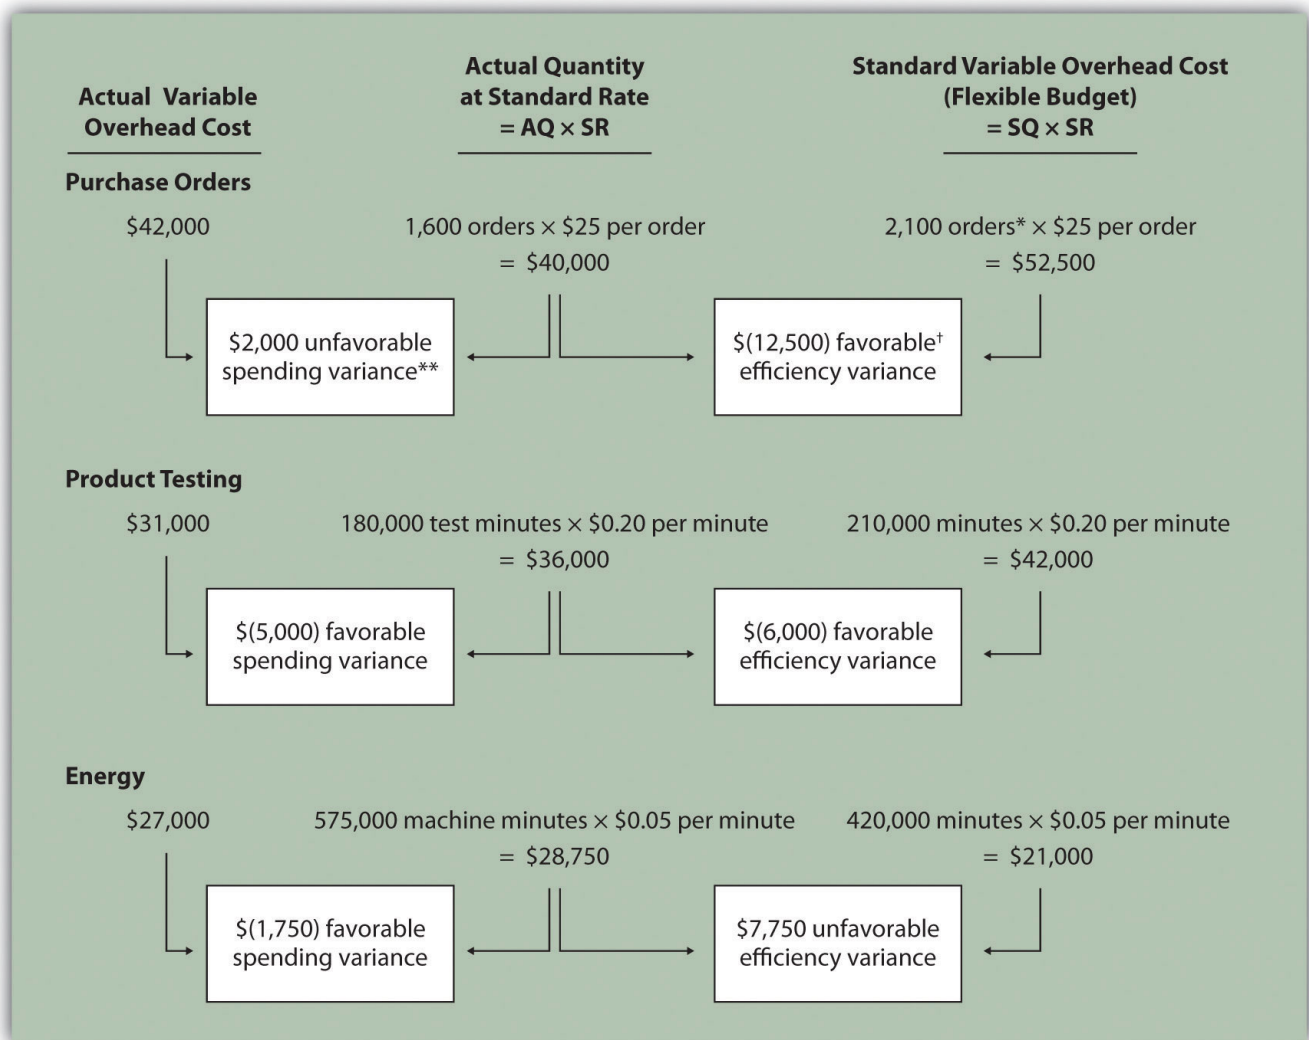 Actual Variable
Overhead Cost
Actual Quantity
at Standard Rate
= AQ × SR
Standard Variable Overhead Cost
(Flexible Budget)
= SQ × SR
Purchase Orders
$42,000
1,600 orders × $25 per order
= $40,000
2,100 orders* × $25 per order
= $52,500
$2,000 unfavorable
spending variance**
$(12,500) favorable†
efficiency variance
Product Testing
$31,000
180,000 test minutes × $0.20 per minute
= $36,000
210,000 minutes × $0.20 per minute
= $42,000
$(5,000) favorable
spending variance
$(6,000) favorable
efficiency variance
Energy
$27,000
575,000 machine minutes × $0.05 per minute
= $28,750
420,000 minutes × $0.05 per minute
= $21,000
$(1,750) favorable
spending variance
$7,750 unfavorable
efficiency variance